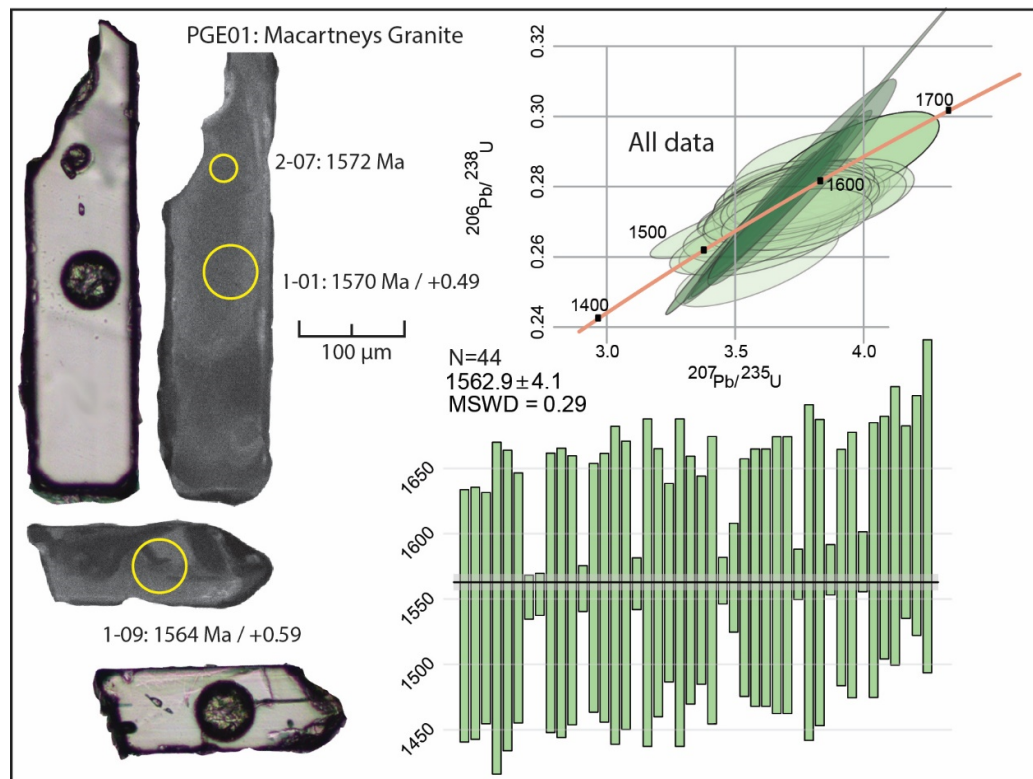 PGE01: Macartneys Granite
2-07: 1572 Ma
1-01: 1570 Ma / +0.49
100 µm
1-09: 1564 Ma / +0.59
All data
206Pb/238U
0.32
0.30
0.28
0.26
0.24
1700
1600
1500
1400
3.0 3.5 4.0
207Pb/235U
N=44
1562.9±4.1
MSWD = 0.29
1650
1600
1550
1500
1450